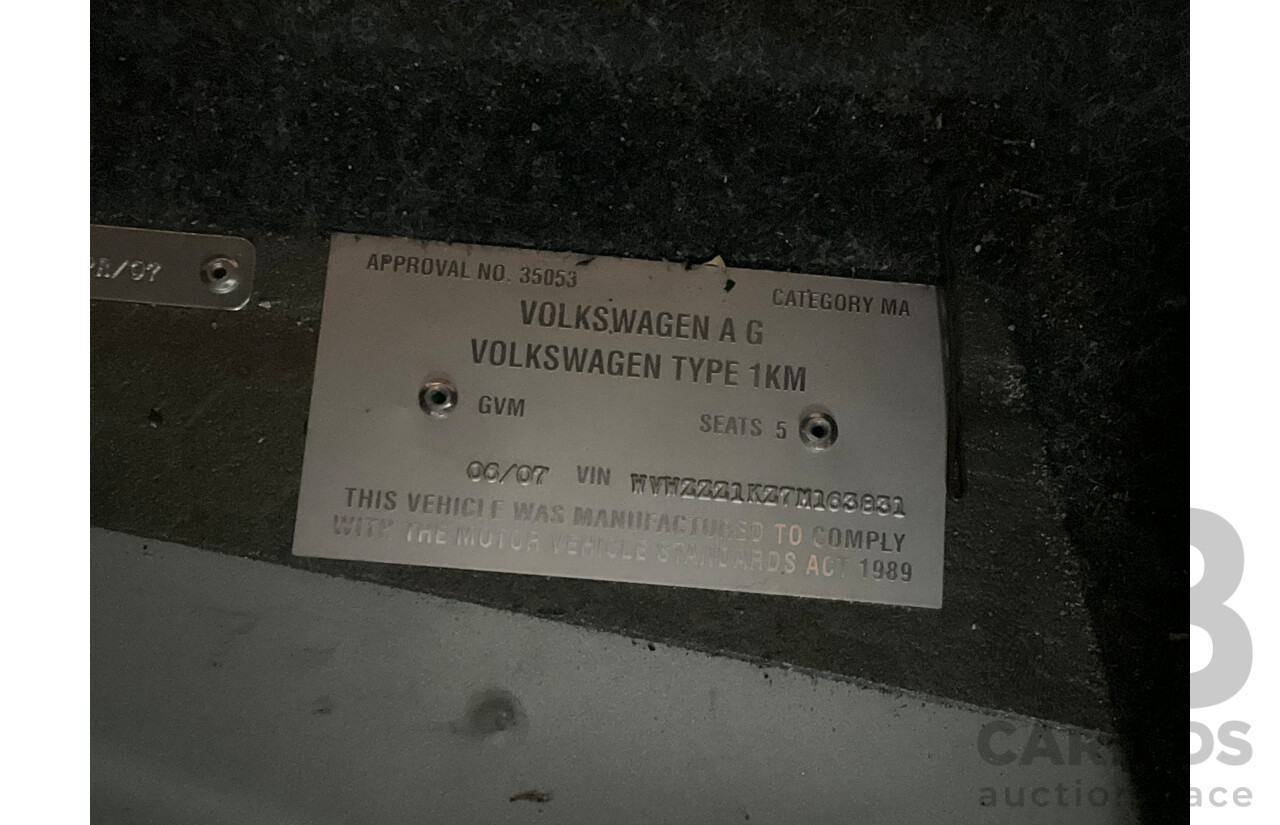 APPROVAL NO. 35053
CATEGORY MA
VOLKSWAGEN A G
VOLKSWAGEN TYPE 1KM
GVM
SEATS 5
06/07 VIN WVWZZZ1KZ7M163831
THIS VEHICLE WAS MANUFACTURED TO COMPLY
WITH THE MOTOR VEHICLE STANDARDS ACT 1989
/07